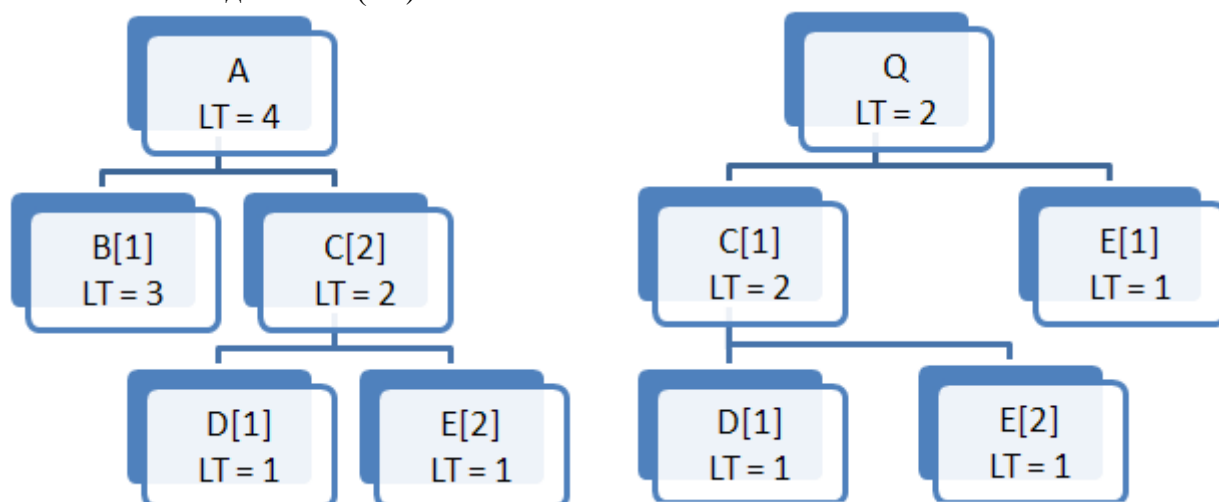 A
LT = 4
Q
LT = 2
B[1]
LT = 3
C[2]
LT = 2
C[1]
LT = 2
E[1]
LT = 1
D[1]
LT = 1
E[2]
LT = 1
D[1]
LT = 1
E[2]
LT = 1